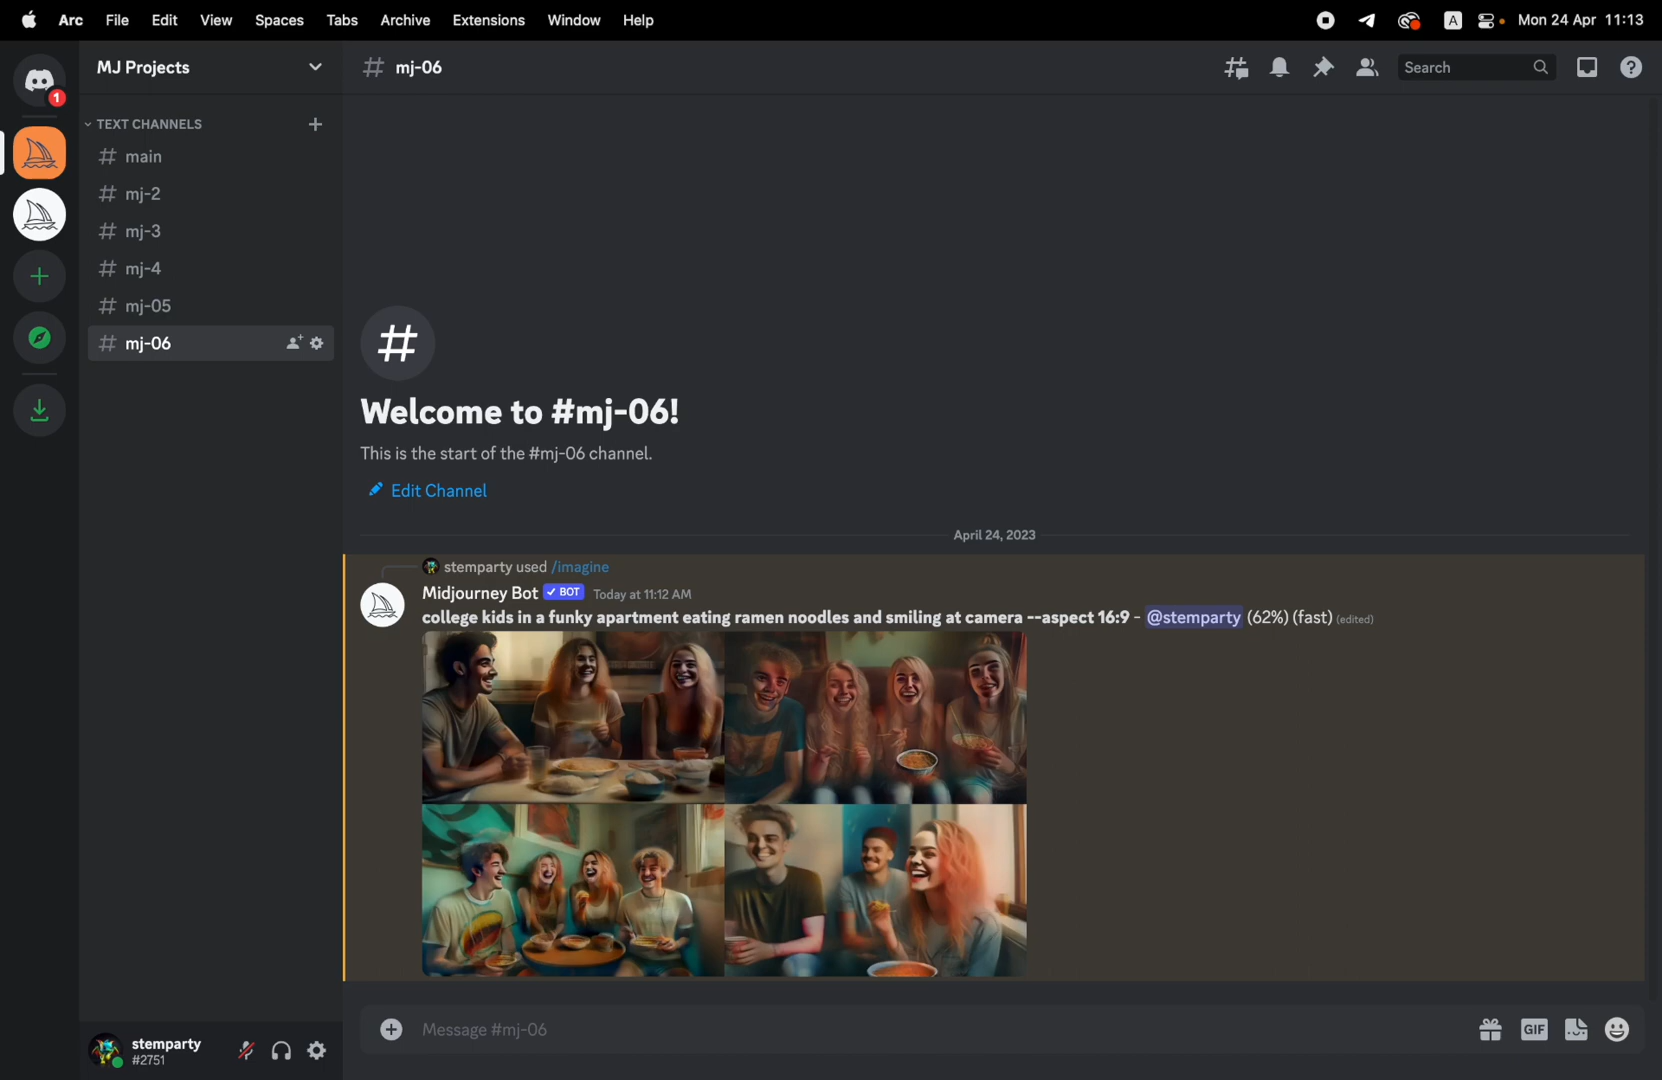 Arc File Edit View Spaces Tabs Archive Extensions Window Help A Mon 24 Apr 11:13
MJ Projects
# mj-06
Search
1
TEXT CHANNELS
# main
# mj-2
# mj-3
# mj-4
# mj-05
# mj-06
#
Welcome to #mj-06!
This is the start of the #mj-06 channel.
Edit Channel
April 24, 2023
stemparty used /imagine
Midjourney Bot ✓ BOT Today at 11:12 AM
college kids in a funky apartment eating ramen noodles and smiling at camera --aspect 16:9 - @stemparty (62%) (fast) (edited)
Message #mj-06
GIF
stemparty
#2751